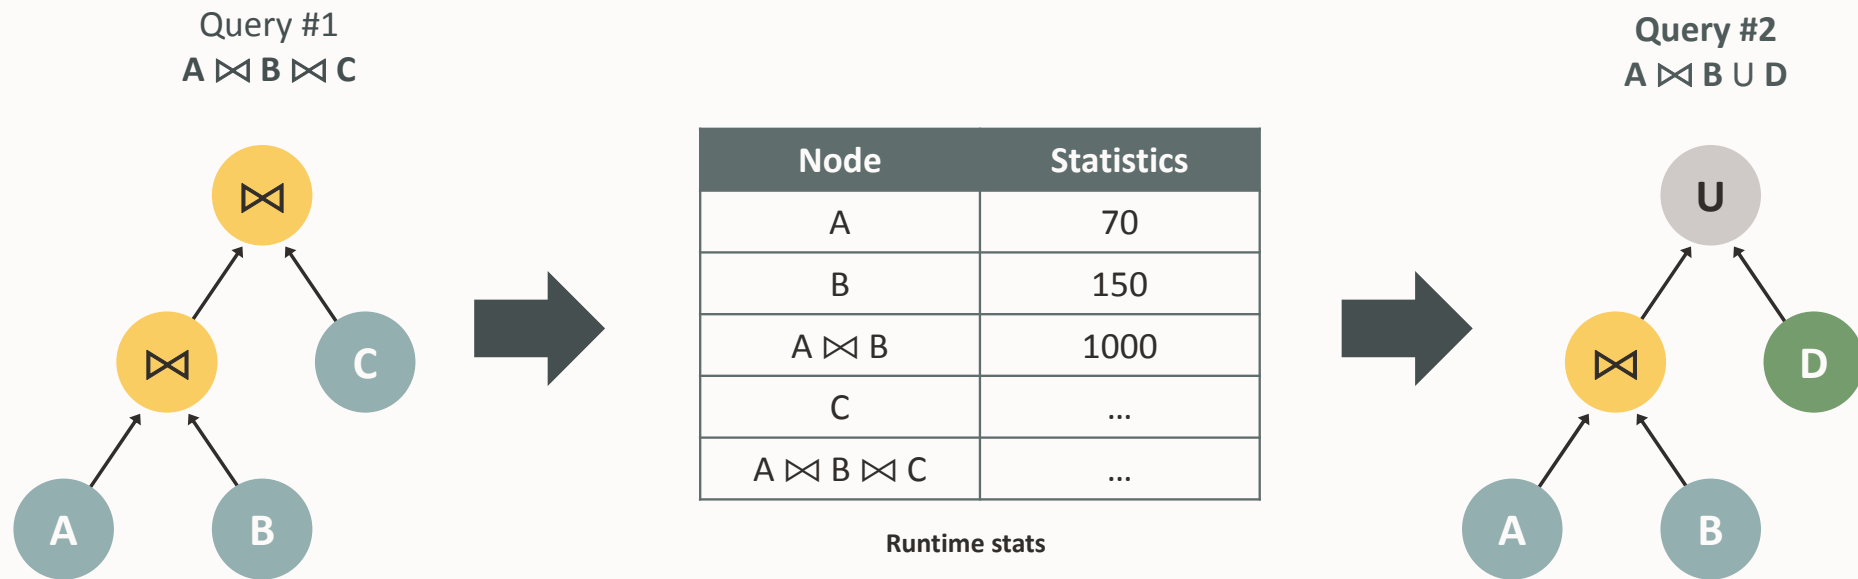 Query #1
A ⋈ B ⋈ C
⋈
⋈
C
A
B
Node Statistics
A 70
B 150
A ⋈ B 1000
C ...
A ⋈ B ⋈ C ...
Runtime stats
Query #2
A ⋈ B U D
U
⋈
D
A
B